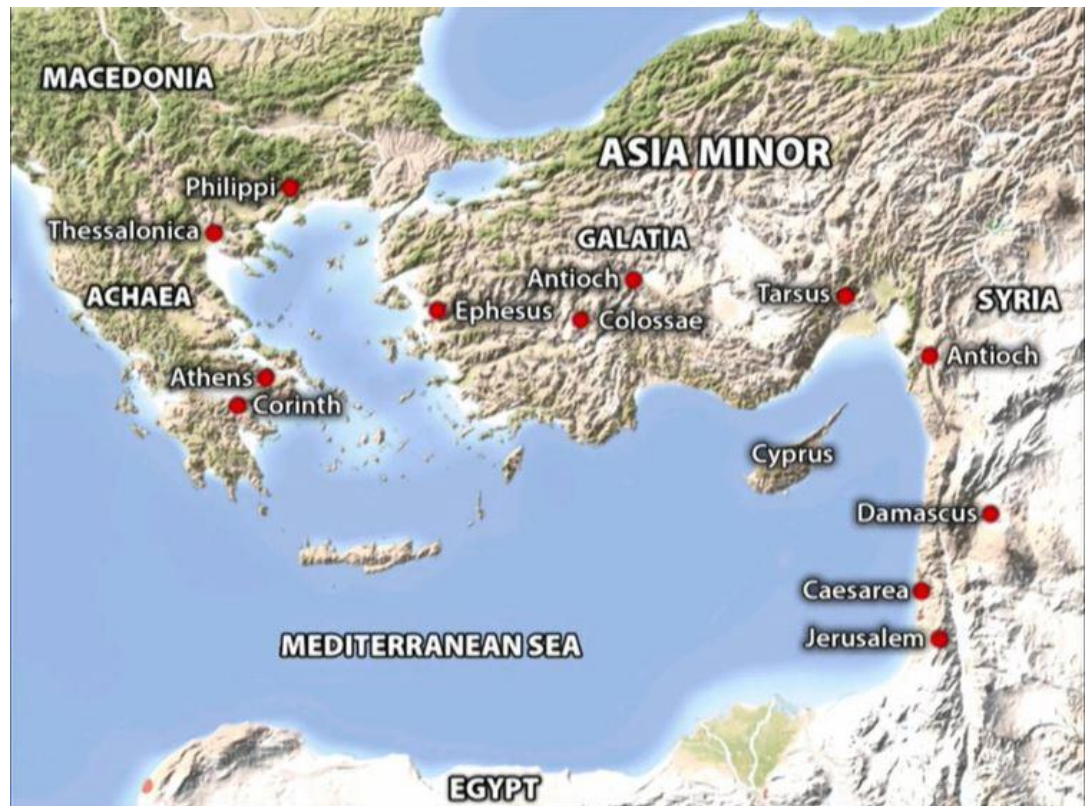 MACEDONIA
ASIA MINOR
Philippi
Thessalonica
GALATIA
Antioch
ACHAEA
Tarsus
SYRIA
Ephesus
Colossae
Antioch
Athens
Corinth
Cyprus
Damascus
Caesarea
Jerusalem
MEDITERRANEAN SEA
EGYPT